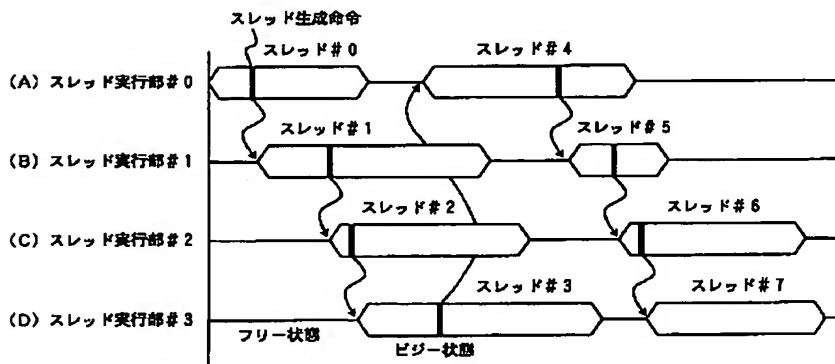 スレッド生成命令
スレッド#0
スレッド#4
(A) スレッド実行部#0
スレッド#1
スレッド#5
(B) スレッド実行部#1
スレッド#2
スレッド#6
(C) スレッド実行部#2
スレッド#3
スレッド#7
(D) スレッド実行部#3
フリー状態
ビジー状態